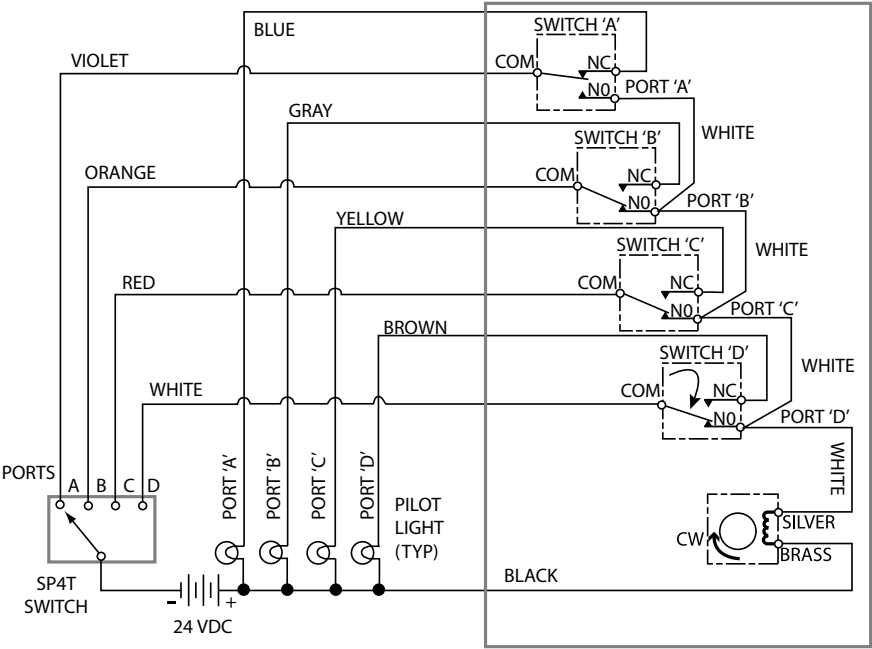 BLUE
SWITCH 'A'
VIOLET
COM
NC
N0
PORT 'A'
GRAY
WHITE
SWITCH 'B'
ORANGE
COM
NC
N0
PORT 'B'
YELLOW
WHITE
SWITCH 'C'
RED
COM
NC
N0
PORT 'C'
BROWN
WHITE
SWITCH 'D'
WHITE
COM
NC
N0
PORT 'D'
WHITE
PORTS
A B C D
PORT 'A'
PORT 'B'
PORT 'C'
PORT 'D'
PILOT
LIGHT
(TYP)
SILVER
CW
BRASS
BLACK
SP4T
SWITCH
- +
24 VDC